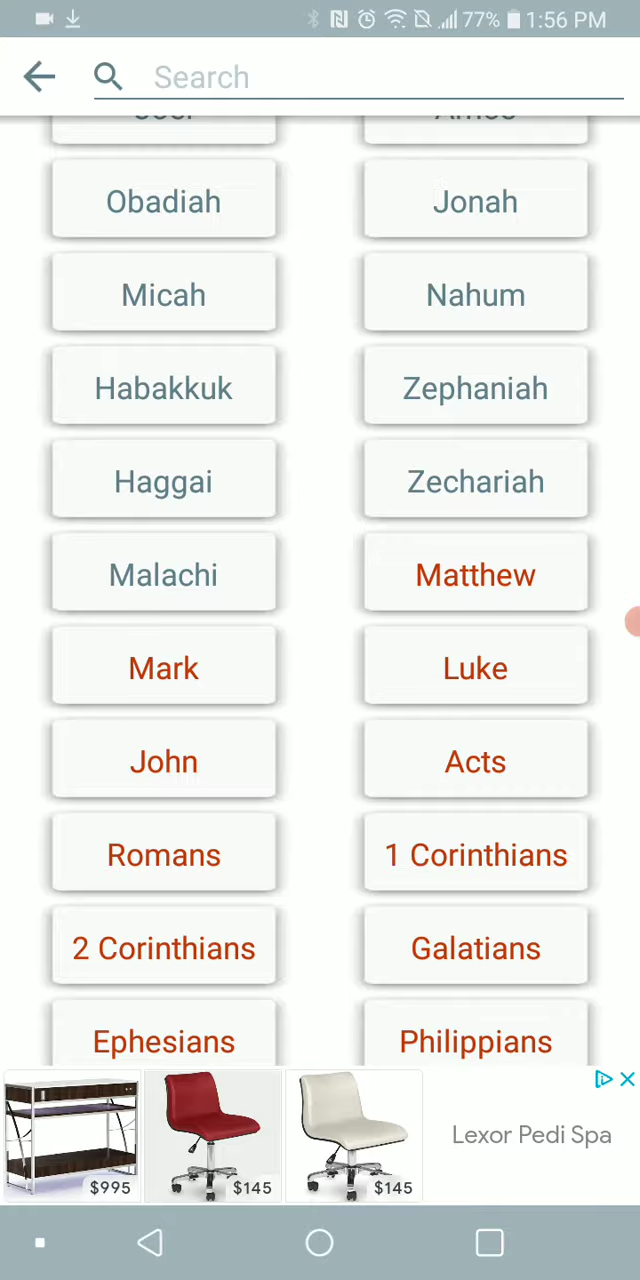 77% 1:56 PM
Search
Obadiah Jonah
Micah Nahum
Habakkuk Zephaniah
Haggai Zechariah
Malachi Matthew
Mark Luke
John Acts
Romans 1 Corinthians
2 Corinthians Galatians
Ephesians Philippians
$995 $145 $145 Lexor Pedi Spa